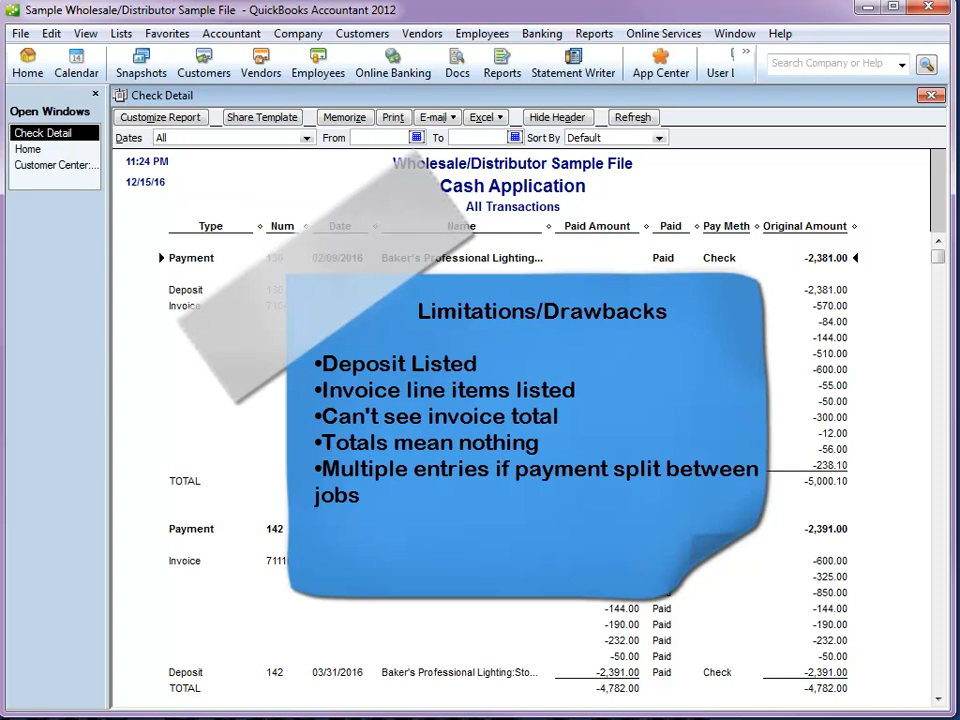 Sample Wholesale/Distributor Sample File - QuickBooks Accountant 2012
File Edit View Lists Favorites Accountant Company Customers Vendors Employees Banking Reports Online Services Window Help
Home Calendar Snapshots Customers Vendors Employees Online Banking Docs Reports Statement Writer App Center User L » Search Company or Help
Open Windows
Check Detail
Home
Customer Center:...
Check Detail
Customize Report Share Template Memorize Print E-mail Excel Hide Header Refresh
Dates All From To Sort By Default
11:24 PM Wholesale/Distributor Sample File
12/15/16 Cash Application
All Transactions
Type Num Date Name Paid Amount Paid Pay Meth Original Amount
Payment 130 02/09/2016 Baker's Professional Lighting... Paid Check -2,381.00
Deposit -2,381.00
Invoice -570.00
-84.00
-144.00
-510.00
-600.00
-55.00
-50.00
-300.00
-12.00
-56.00
-238.10
TOTAL -5,000.10
Limitations/Drawbacks
•Deposit Listed
•Invoice line items listed
•Can't see invoice total
•Totals mean nothing
•Multiple entries if payment split between
jobs
Payment 142 -2,391.00
Invoice 7111 -600.00
-325.00
Paid -850.00
-144.00 Paid -144.00
-190.00 Paid -190.00
-232.00 Paid -232.00
-50.00 Paid -50.00
Deposit 142 03/31/2016 Baker's Professional Lighting:Sto... -2,391.00 Paid Check -2,391.00
TOTAL -4,782.00 -4,782.00